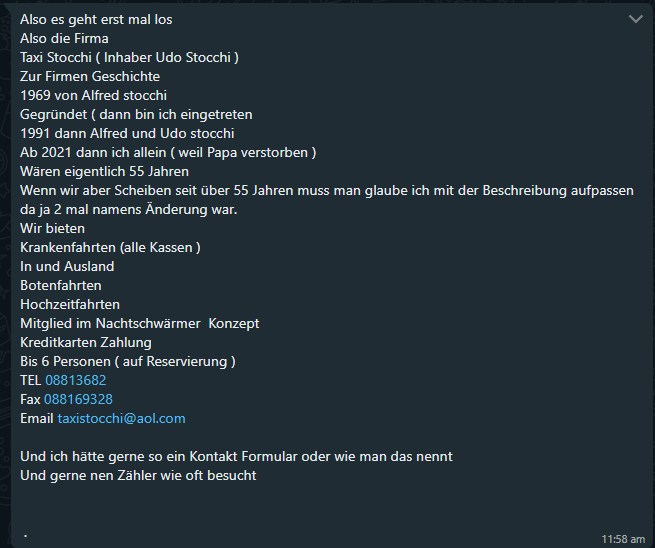 Also es geht erst mal los
Also die Firma
Taxi Stocchi ( Inhaber Udo Stocchi )
Zur Firmen Geschichte
1969 von Alfred stocchi
Gegründet ( dann bin ich eingetreten
1991 dann Alfred und Udo stocchi
Ab 2021 dann ich allein ( weil Papa verstorben )
Wären eigentlich 55 Jahren
Wenn wir aber Scheiben seit über 55 Jahren muss man glaube ich mit der Beschreibung aufpassen
da ja 2 mal namens Änderung war.
Wir bieten
Krankenfahrten (alle Kassen )
In und Ausland
Botenfahrten
Hochzeitfahrten
Mitglied im Nachtschwärmer  Konzept
Kreditkarten Zahlung
Bis 6 Personen ( auf Reservierung )
TEL 08813682
Fax 088169328
Email taxistocchi@aol.com
Und ich hätte gerne so ein Kontakt Formular oder wie man das nennt
Und gerne nen Zähler wie oft besucht
.
11:58 am